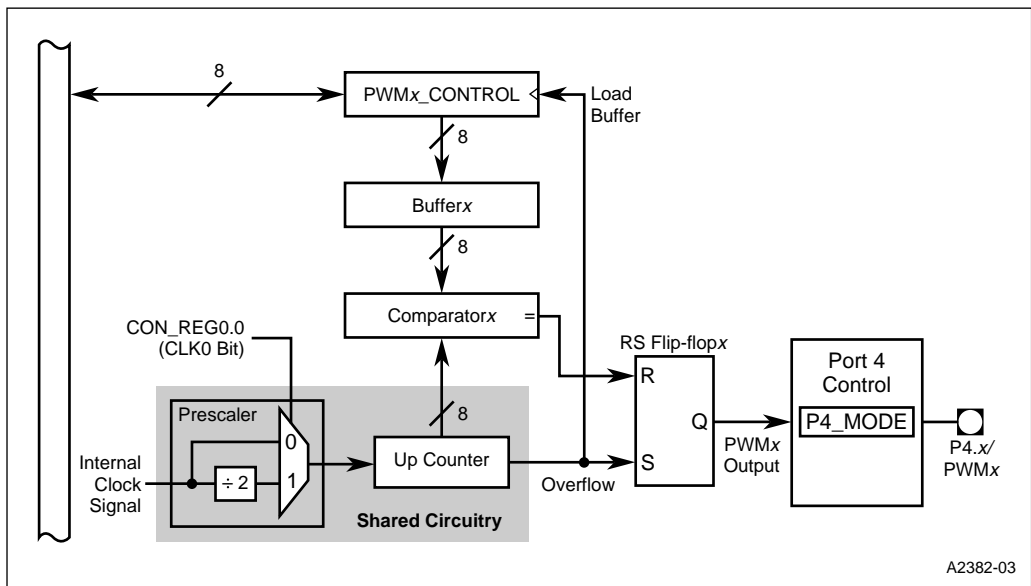 8
PWMx_CONTROL
Load
Buffer
8
Bufferx
8
Comparatorx =
CON_REG0.0
(CLK0 Bit)
RS Flip-flopx
R
Q
S
Port 4
Control
P4_MODE
PWMx
Output
P4.x/
PWMx
Prescaler
0
1
÷ 2
8
Up Counter
Internal
Clock
Signal
Overflow
Shared Circuitry
A2382-03